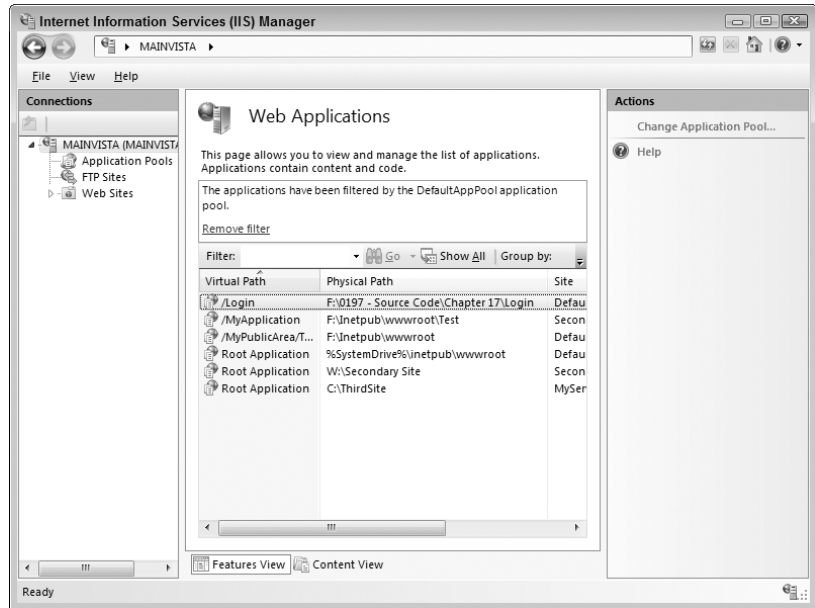 Internet Information Services (IIS) Manager
MAINVISTA
File View Help
Connections
MAINVISTA (MAINVISTA
Application Pools
FTP Sites
Web Sites
Web Applications
This page allows you to view and manage the list of applications.
Applications contain content and code.
The applications have been filtered by the DefaultAppPool application
pool.
Remove filter
Filter: Go Show All Group by:
Virtual Path Physical Path Site
/Login F:\0197 - Source Code\Chapter 17\Login Defau
/MyApplication F:\Inetpub\wwwroot\Test Secon
/MyPublicArea/T... F:\Inetpub\wwwroot Defau
Root Application %SystemDrive%\inetpub\wwwroot Defau
Root Application W:\Secondary Site Secon
Root Application C:\ThirdSite MySer
Features View Content View
Actions
Change Application Pool...
Help
Ready